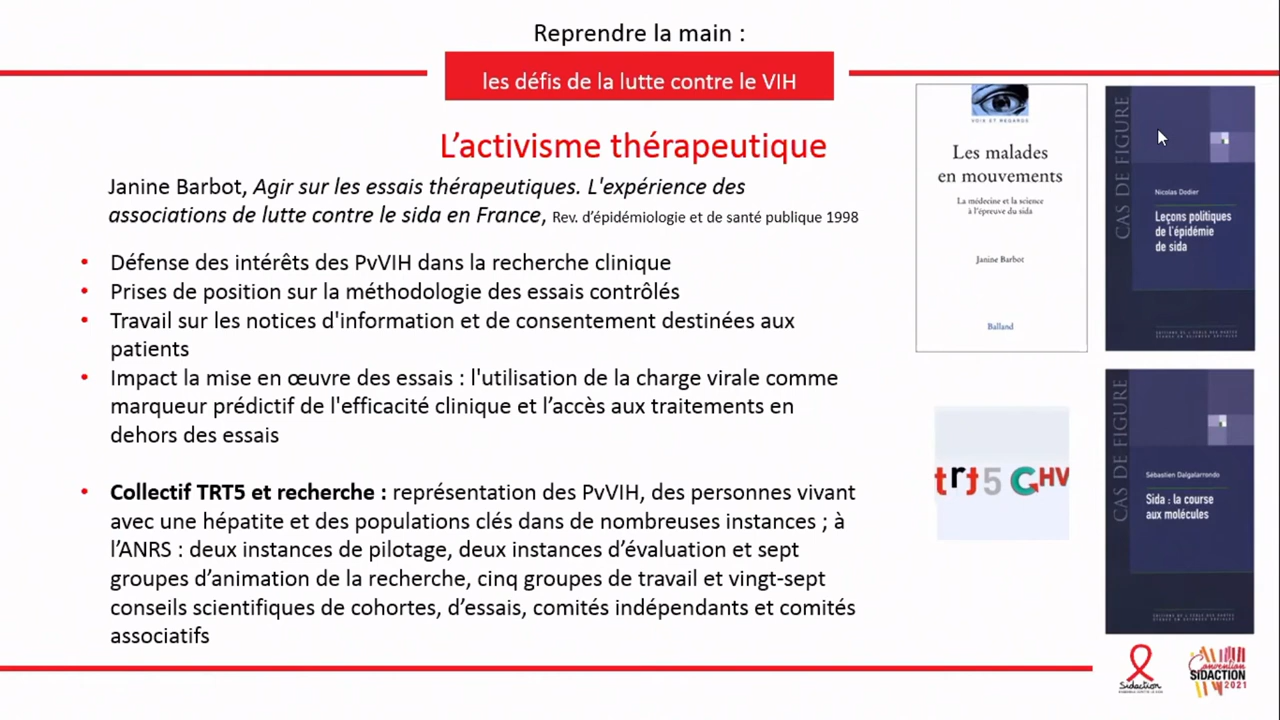 Reprendre la main :
les défis de la lutte contre le VIH
L'activisme thérapeutique
Janine Barbot, Agir sur les essais thérapeutiques. L'expérience des
associations de lutte contre le sida en France, Rev. d'épidémiologie et de santé publique 1998
• Défense des intérêts des PvVIH dans la recherche clinique
• Prises de position sur la méthodologie des essais contrôlés
• Travail sur les notices d'information et de consentement destinées aux
patients
• Impact la mise en œuvre des essais : l'utilisation de la charge virale comme
marqueur prédictif de l'efficacité clinique et l'accès aux traitements en
dehors des essais
• Collectif TRT5 et recherche : représentation des PvVIH, des personnes vivant
avec une hépatite et des populations clés dans de nombreuses instances ; à
l'ANRS : deux instances de pilotage, deux instances d'évaluation et sept
groupes d'animation de la recherche, cinq groupes de travail et vingt-sept
conseils scientifiques de cohortes, d'essais, comités indépendants et comités
associatifs
VOIX ET REGARDS
Les malades
en mouvements
La médecine et la science
à l'épreuve du sida
Janine Barbot
Balland
CAS DE FIGURE
Nicolas Dodier
Leçons politiques
de l'épidémie
de sida
trt5 CHV
CAS DE FIGURE
Sébastien Dalgalarrondo
Sida : la course
aux molécules
Sidaction
Convention
SIDACTION
2021